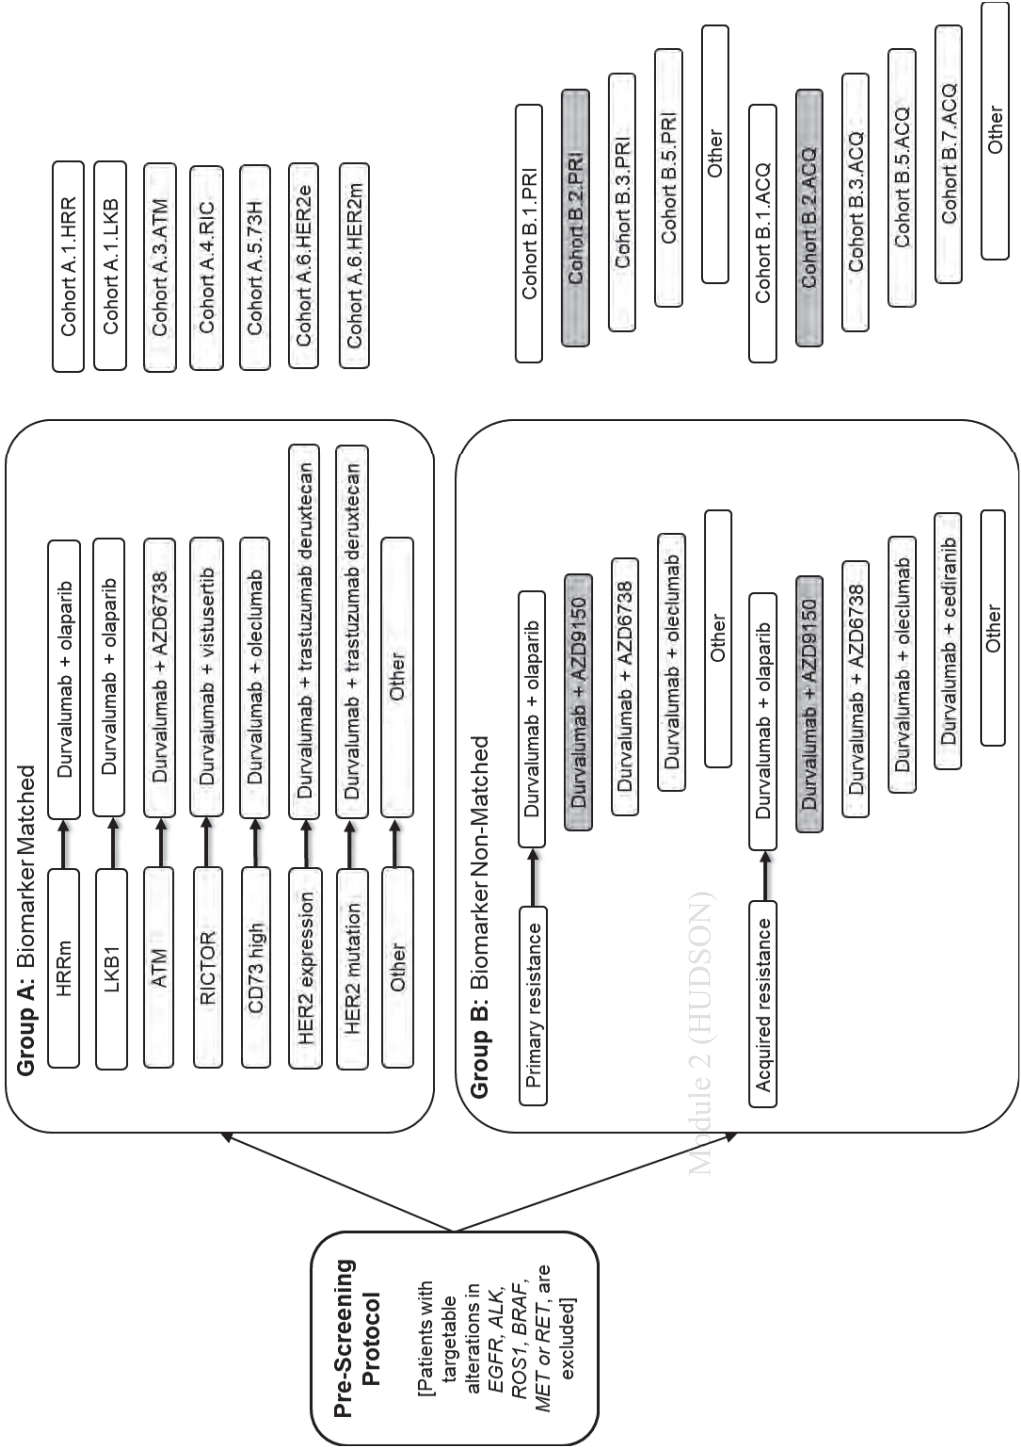 Pre-Screening
Protocol
[Patients with
targetable
alterations in
EGFR, ALK,
ROS1, BRAF,
MET or RET, are
excluded]
Group A: Biomarker Matched
HRRm
Durvalumab + olaparib
Cohort A.1.HRR
LKB1
Durvalumab + olaparib
Cohort A.1.LKB
ATM
Durvalumab + AZD6738
Cohort A.3.ATM
RICTOR
Durvalumab + vistusertib
Cohort A.4.RIC
CD73 high
Durvalumab + oleclumab
Cohort A.5.73H
HER2 expression
Durvalumab + trastuzumab deruxtecan
Cohort A.6.HER2e
HER2 mutation
Durvalumab + trastuzumab deruxtecan
Cohort A.6.HER2m
Other
Other
Group B: Biomarker Non-Matched
Primary resistance
Durvalumab + olaparib
Cohort B.1.PRI
Durvalumab + AZD9150
Cohort B.2.PRI
Durvalumab + AZD6738
Cohort B.3.PRI
Durvalumab + oleclumab
Cohort B.5.PRI
Other
Other
Module 2 (HUDSON)
Acquired resistance
Durvalumab + olaparib
Cohort B.1.ACQ
Durvalumab + AZD9150
Cohort B.2.ACQ
Durvalumab + AZD6738
Cohort B.3.ACQ
Durvalumab + oleclumab
Cohort B.5.ACQ
Durvalumab + cediranib
Cohort B.7.ACQ
Other
Other